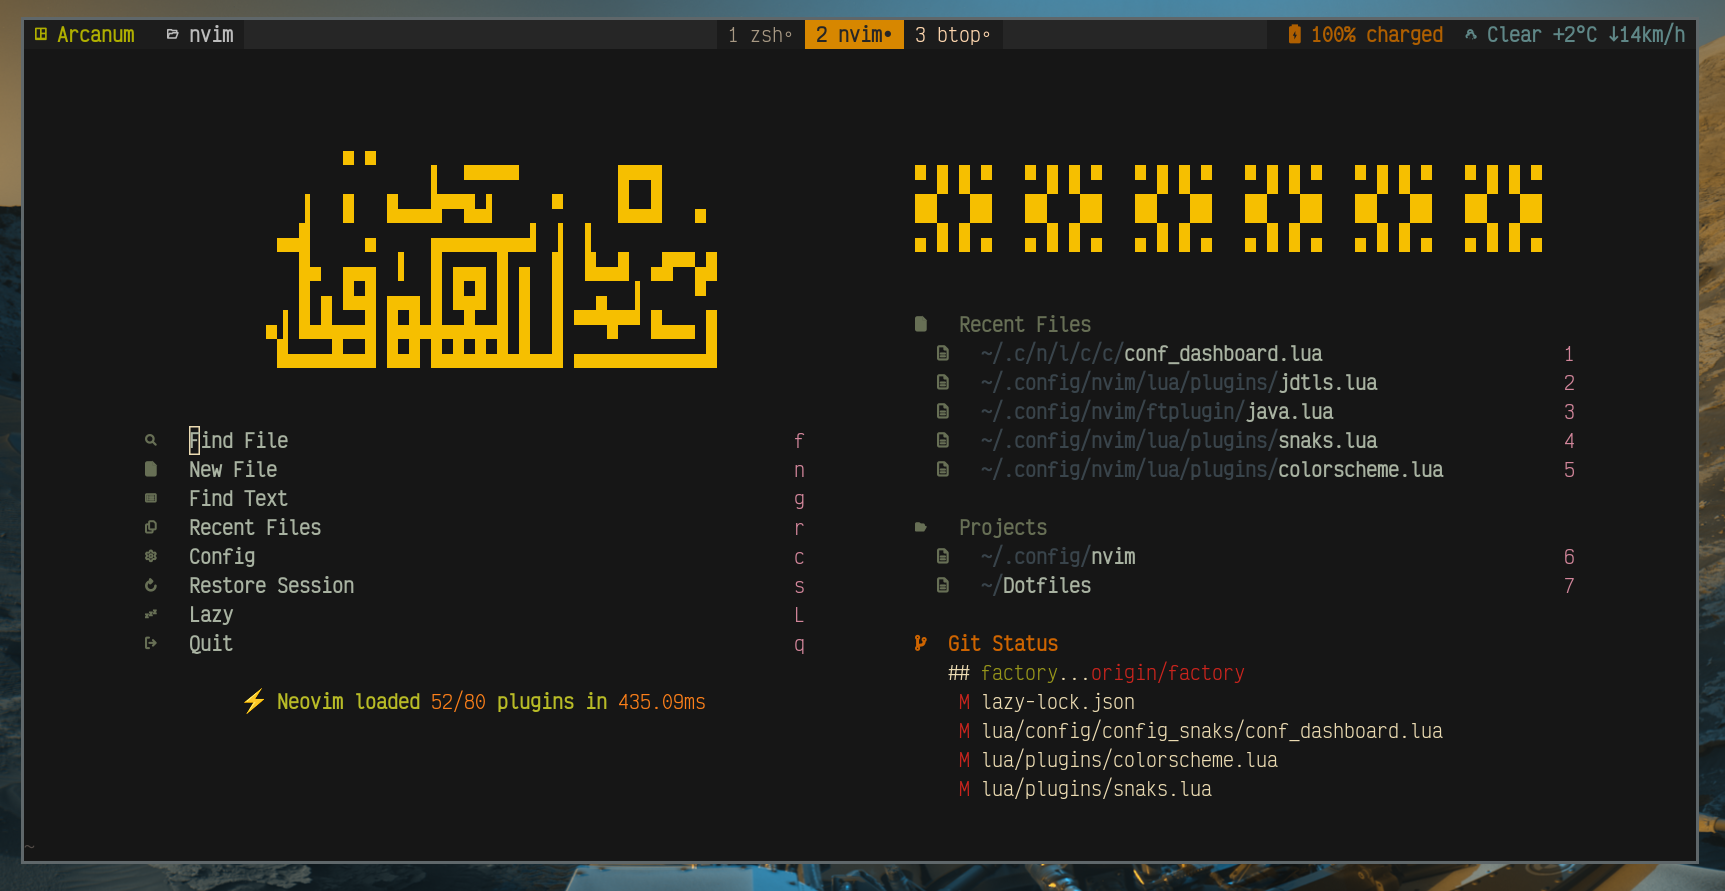 Arcanum nvim 1 zsh◦ 2 nvim• 3 btop◦ 100% charged Clear +2°C ↓14km/h
Find File f
New File n
Find Text g
Recent Files r
Config c
Restore Session s
Lazy L
Quit q
⚡ Neovim loaded 52/80 plugins in 435.09ms
Recent Files
~/.c/n/l/c/c/conf_dashboard.lua 1
~/.config/nvim/lua/plugins/jdtls.lua 2
~/.config/nvim/ftplugin/java.lua 3
~/.config/nvim/lua/plugins/snaks.lua 4
~/.config/nvim/lua/plugins/colorscheme.lua 5
Projects
~/.config/nvim 6
~/Dotfiles 7
Git Status
## factory...origin/factory
M lazy-lock.json
M lua/config/config_snaks/conf_dashboard.lua
M lua/plugins/colorscheme.lua
M lua/plugins/snaks.lua
~